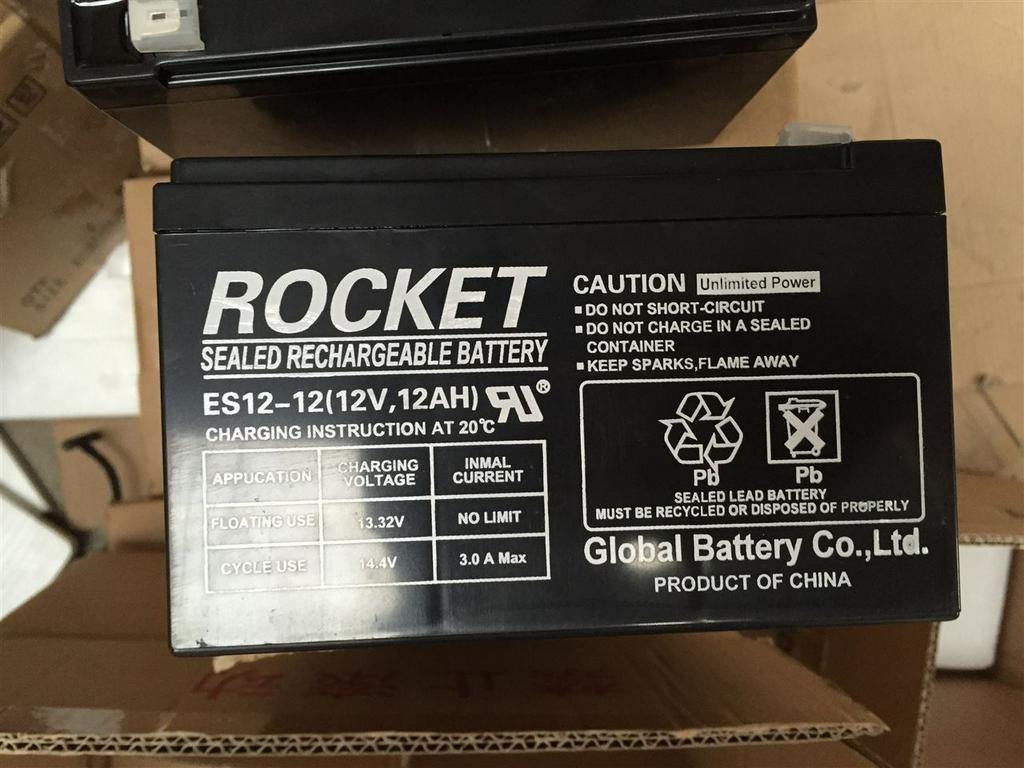 ROCKET
SEALED RECHARGEABLE BATTERY
ES12-12(12V,12AH) RU®
CHARGING INSTRUCTION AT 20℃
APPUCATION CHARGING VOLTAGE INMAL CURRENT
FLOATING USE 13.32V NO LIMIT
CYCLE USE 14.4V 3.0 A Max
CAUTION Unlimited Power
▪ DO NOT SHORT-CIRCUIT
▪ DO NOT CHARGE IN A SEALED
CONTAINER
▪ KEEP SPARKS,FLAME AWAY
Pb Pb
SEALED LEAD BATTERY
MUST BE RECYCLED OR DISPOSED OF PROPERLY
Global Battery Co.,Ltd.
PRODUCT OF CHINA